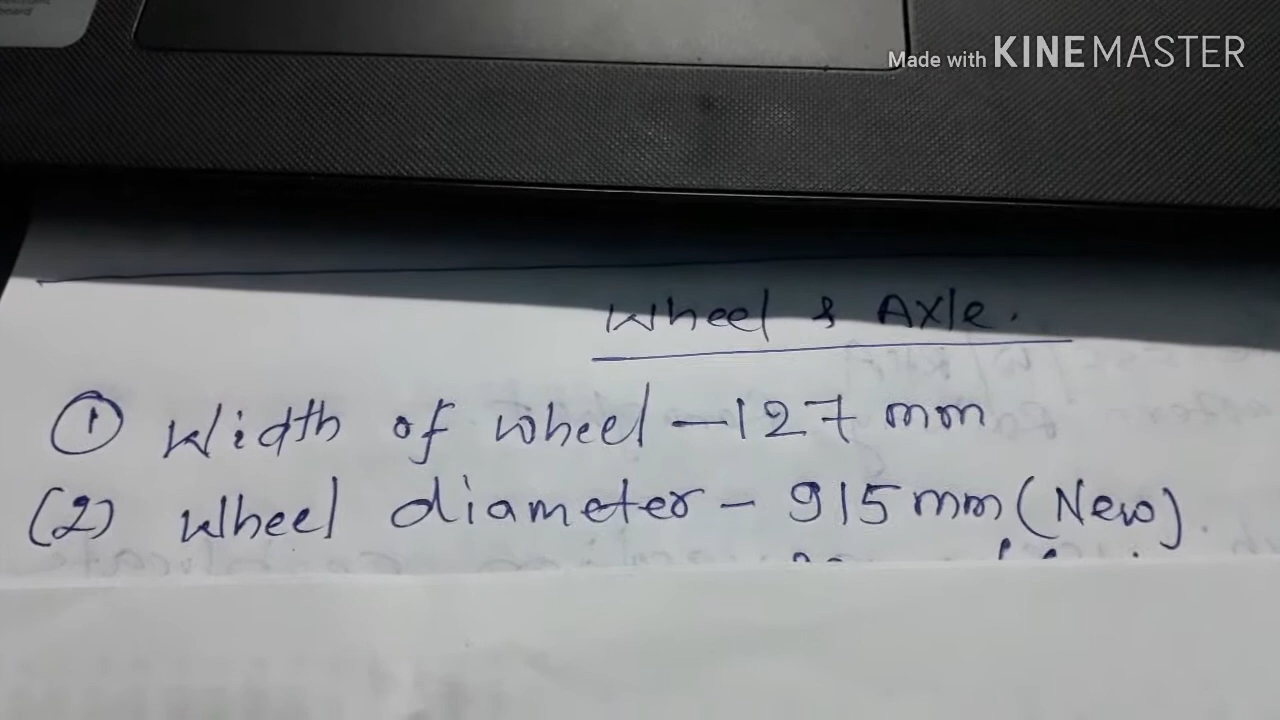 Made with KINEMASTER
Wheel & Axle.
① Width of wheel - 127 mm
(2) Wheel diameter - 915 mm (New).